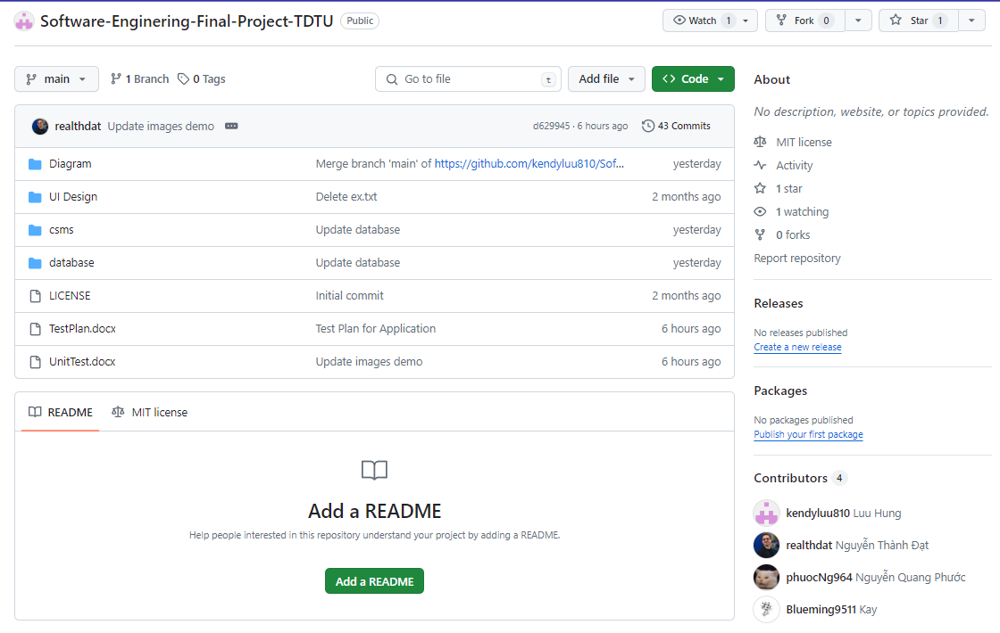 Software-Enginering-Final-Project-TDTU Public Watch 1 Fork 0 Star 1
main 1 Branch 0 Tags Go to file t Add file Code
realthdat Update images demo d629945 · 6 hours ago 43 Commits
Diagram Merge branch 'main' of https://github.com/kendyluu810/Sof... yesterday
UI Design Delete ex.txt 2 months ago
csms Update database yesterday
database Update database yesterday
LICENSE Initial commit 2 months ago
TestPlan.docx Test Plan for Application 6 hours ago
UnitTest.docx Update images demo 6 hours ago
README MIT license
Add a README
Help people interested in this repository understand your project by adding a README.
Add a README
About
No description, website, or topics provided.
MIT license
Activity
1 star
1 watching
0 forks
Report repository
Releases
No releases published
Create a new release
Packages
No packages published
Publish your first package
Contributors 4
kendyluu810 Luu Hung
realthdat Nguyễn Thành Đạt
phuocNg964 Nguyễn Quang Phước
Blueming9511 Kay